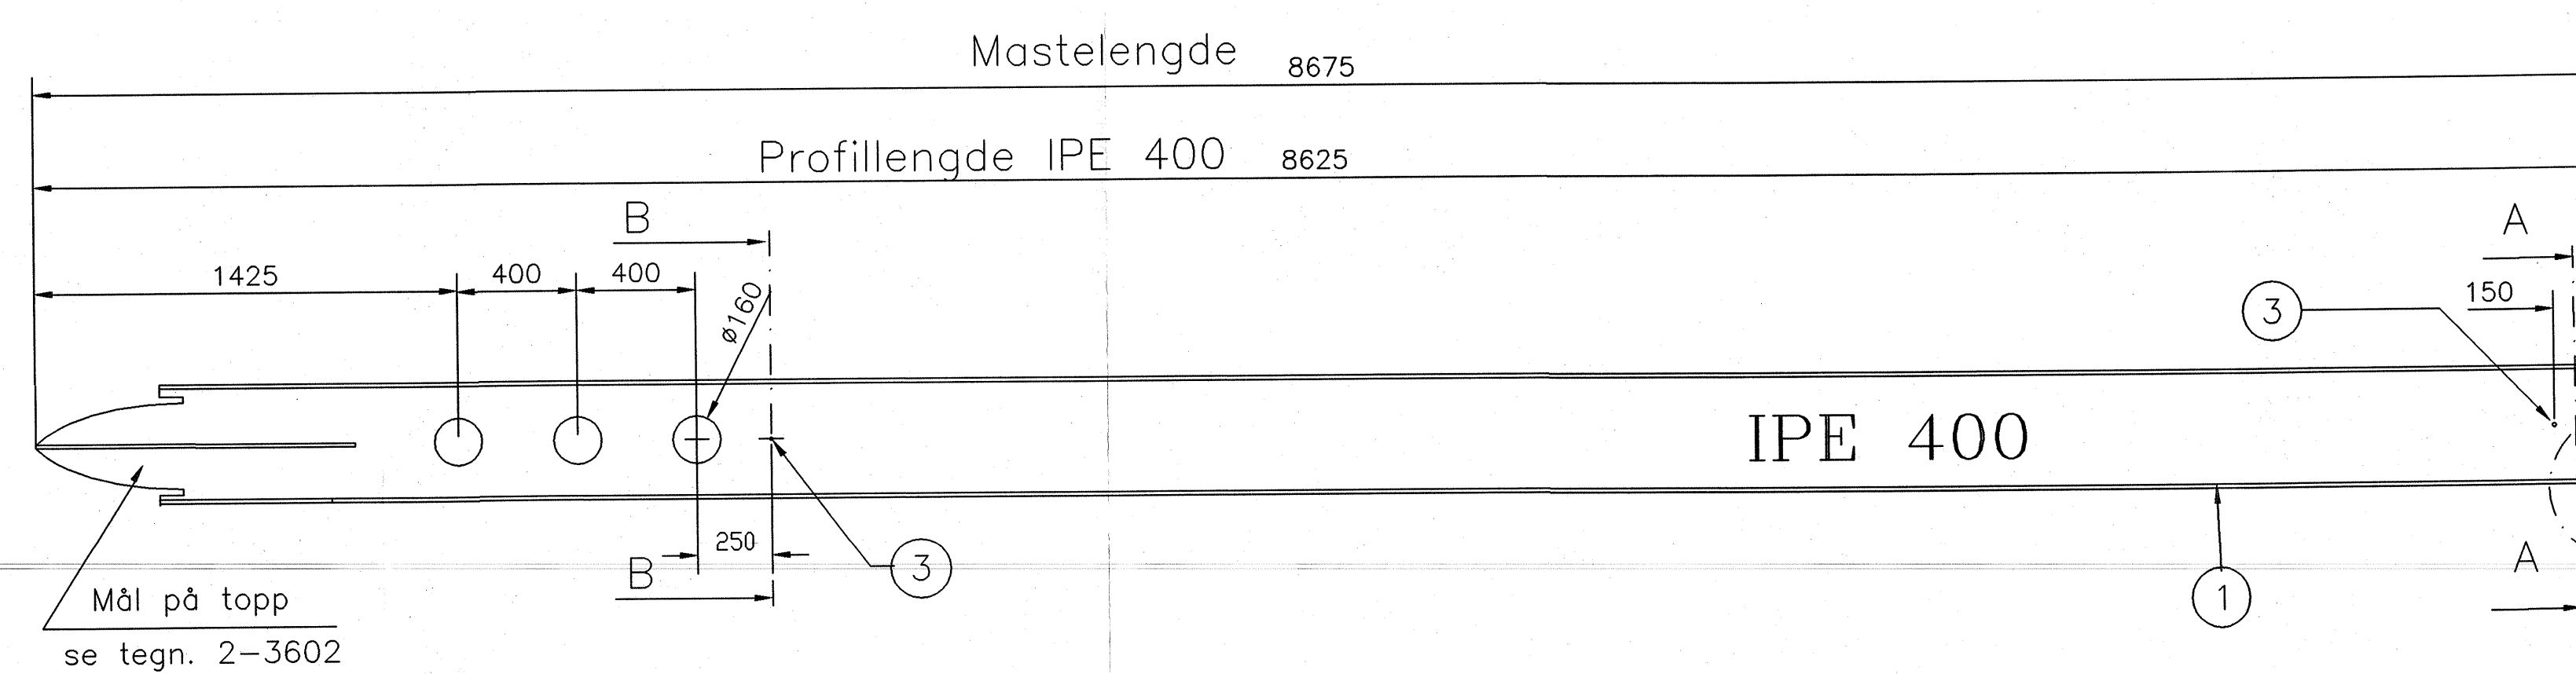 Mastelengde 8675
Profillengde IPE 400 8625
B
A
1425 400 400
ø160
150
3
IPE 400
250
B
3
A
1
Mål på topp
se tegn. 2-3602